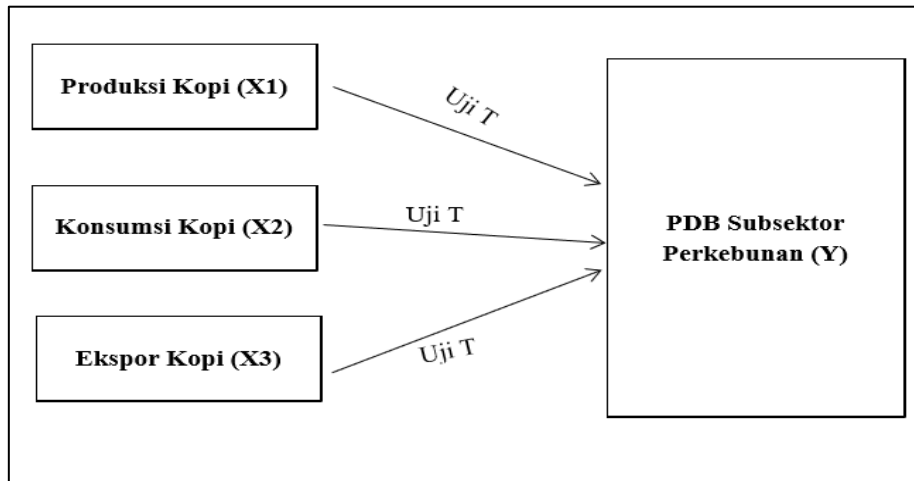 Produksi Kopi (X1)
Uji T
Konsumsi Kopi (X2)
Uji T
PDB Subsektor
Perkebunan (Y)
Ekspor Kopi (X3)
Uji T